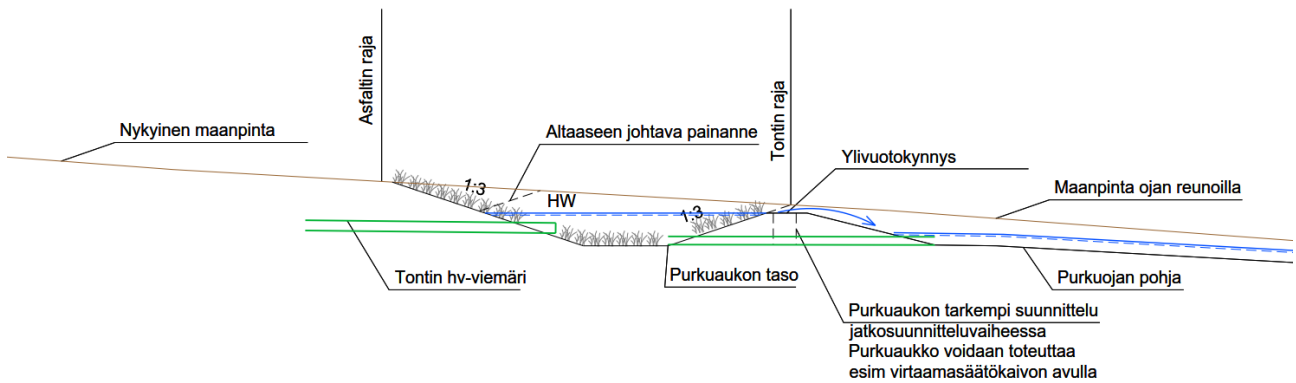 Asfaltin raja
Tontin raja
Nykyinen maanpinta
Altaaseen johtava painanne
Ylivuotokynnys
Maanpinta ojan reunoilla
1:3
HW
1:3
Tontin hv-viemäri
Purkuaukon taso
Purkuojan pohja
Purkuaukon tarkempi suunnittelu
jatkosuunnitteluvaiheessa
Purkuaukko voidaan toteuttaa
esim virtaamasäätökaivon avulla